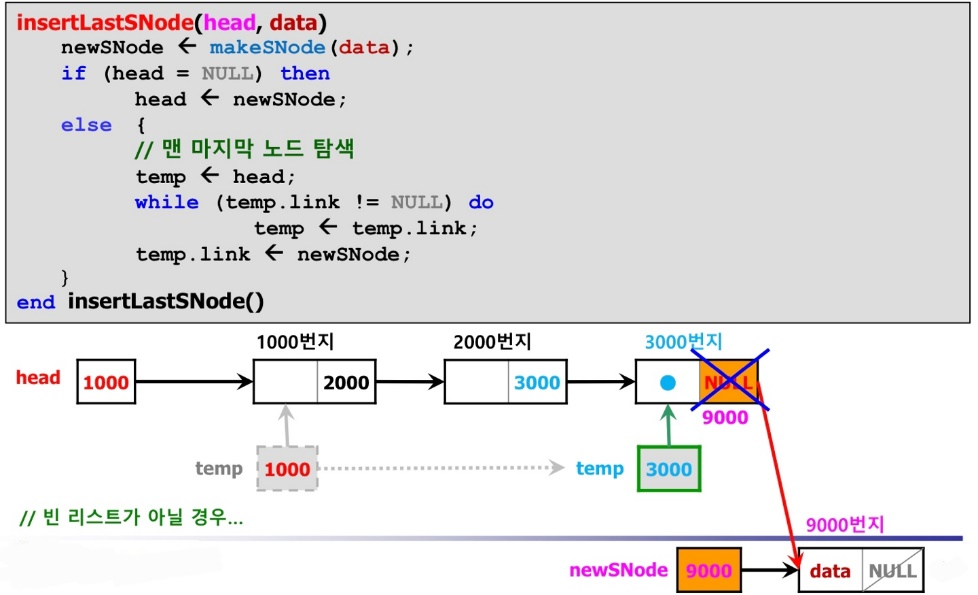 insertLastSNode(head, data)
newSNode ← makeSNode(data);
if (head = NULL) then
head ← newSNode;
else {
// 맨 마지막 노드 탐색
temp ← head;
while (temp.link != NULL) do
temp ← temp.link;
temp.link ← newSNode;
}
end insertLastSNode()
1000번지 2000번지 3000번지
head 1000 2000 3000 NULL
9000
temp 1000 temp 3000
// 빈 리스트가 아닐 경우...
9000번지
newSNode 9000 data NULL